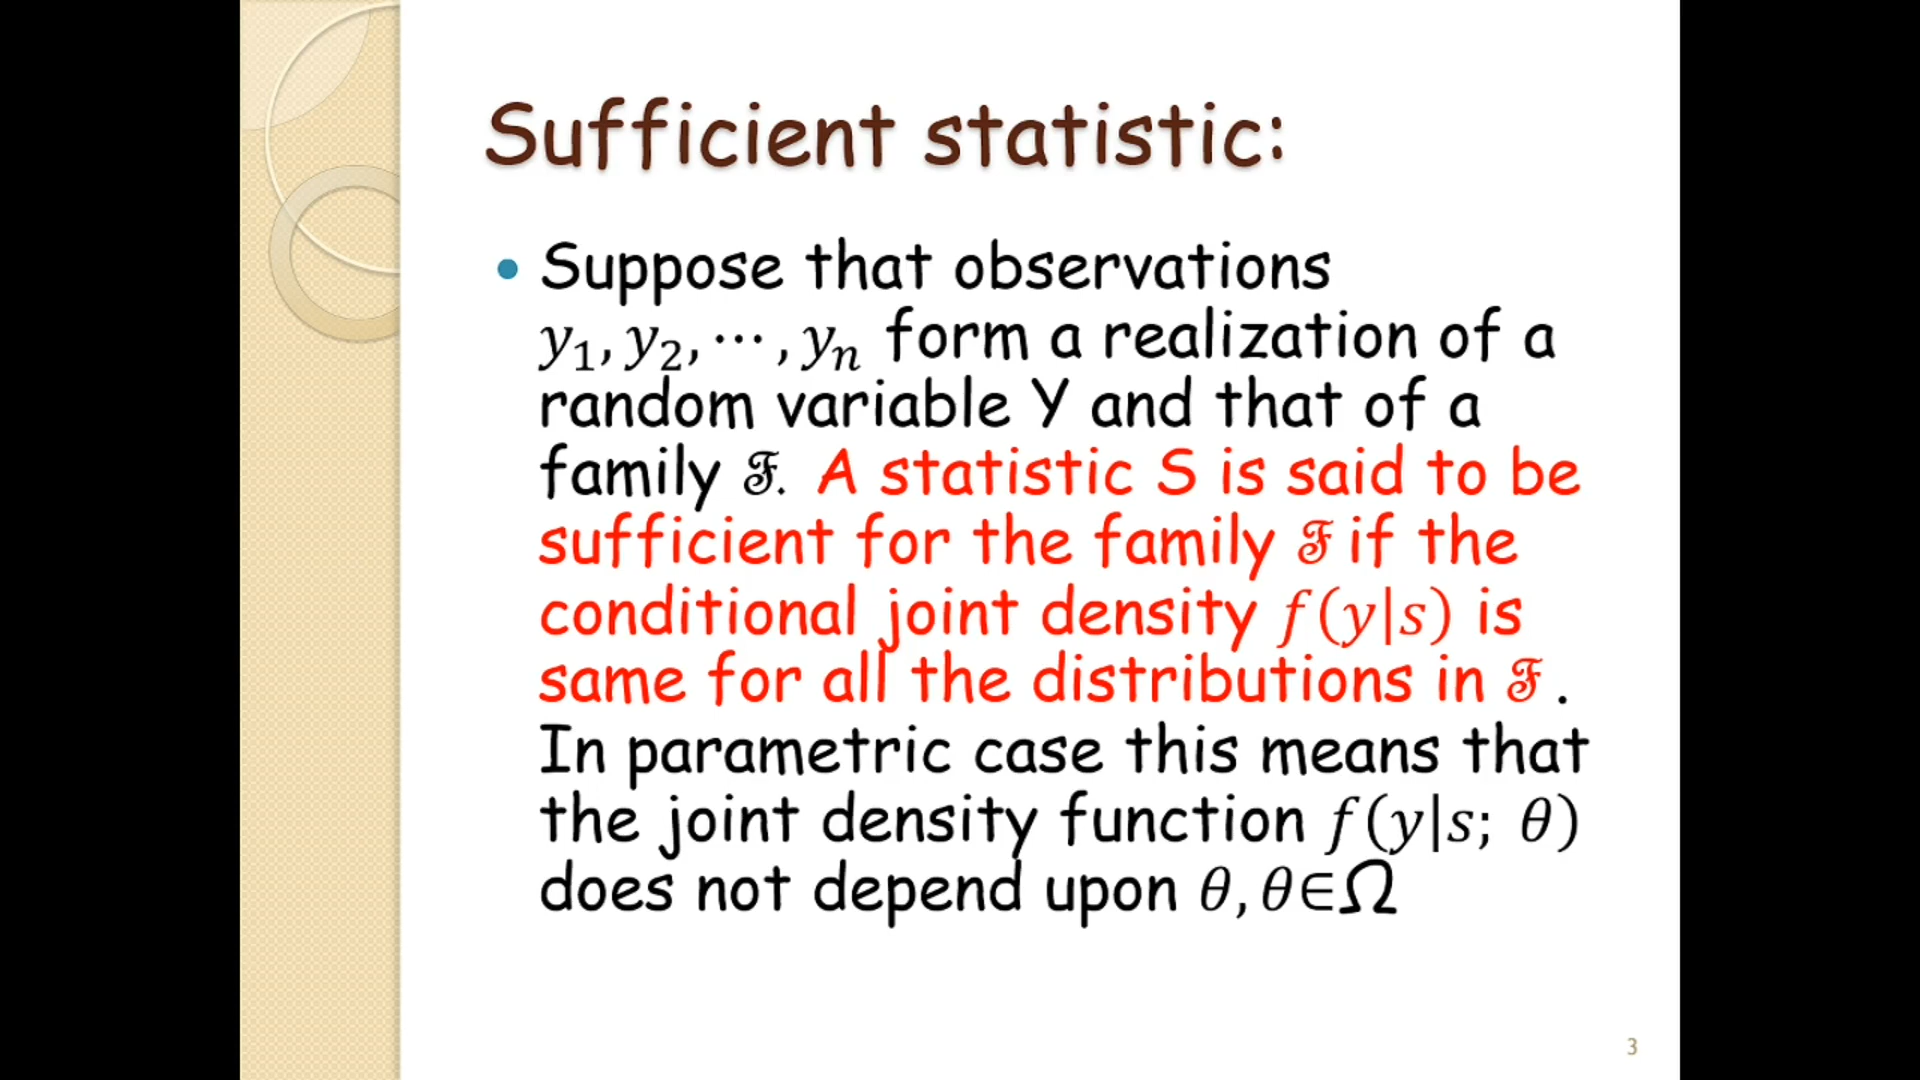 Sufficient statistic:
• Suppose that observations
y₁, y₂, ⋯ , yₙ form a realization of a
random variable Y and that of a
family ℱ. A statistic S is said to be
sufficient for the family ℱ if the
conditional joint density f(y|s) is
same for all the distributions in ℱ .
In parametric case this means that
the joint density function f(y|s; θ)
does not depend upon θ, θ∈Ω
3